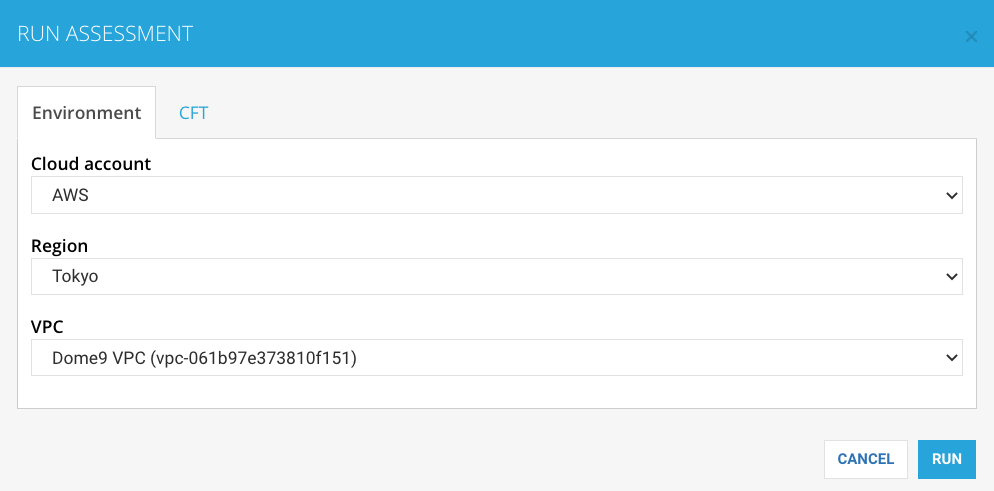 RUN ASSESSMENT
×
Environment CFT
Cloud account
AWS
Region
Tokyo
VPC
Dome9 VPC (vpc-061b97e373810f151)
CANCEL RUN